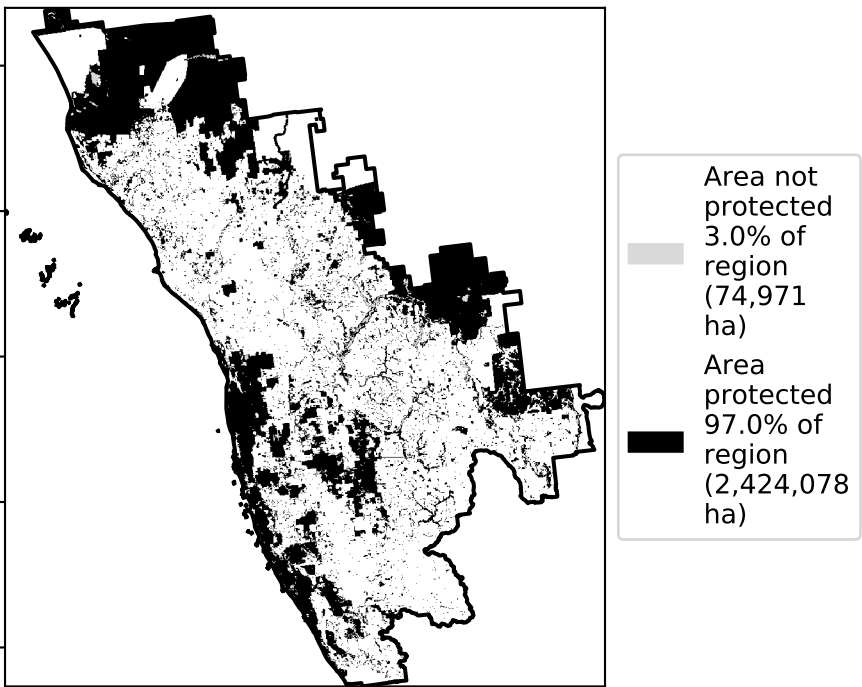 Area not
protected
3.0% of
region
(74,971
ha)
Area
protected
97.0% of
region
(2,424,078
ha)